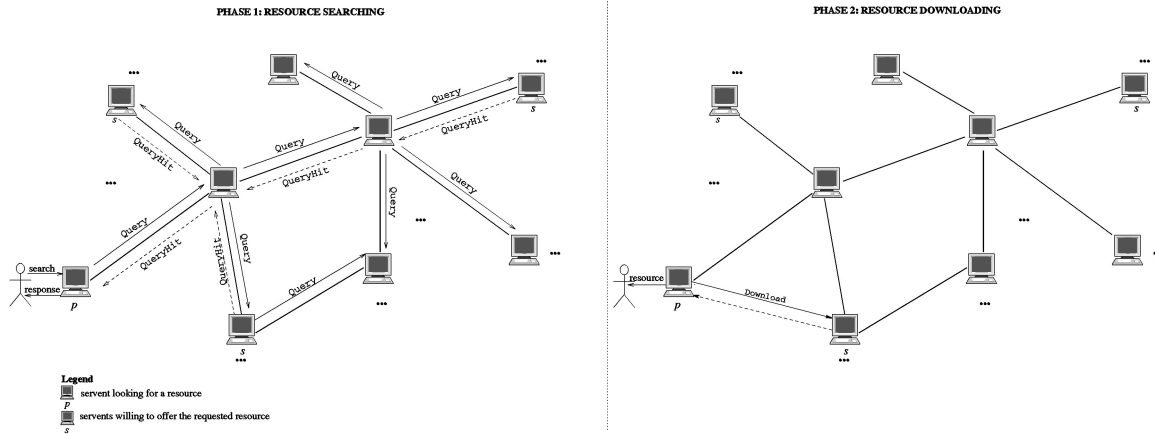 PHASE 1: RESOURCE SEARCHING
Query
Query
QueryHit
s
...
Query
QueryHit
s
...
Query
QueryHit
...
Query
Query
...
Query
QueryHit
Query
QueryHit
Query
...
...
search
response
p
s
...
Legend
p
servent looking for a resource
s
servents willing to offer the requested resource
PHASE 2: RESOURCE DOWNLOADING
...
s
...
s
...
...
...
...
resource
p
Download
s
...